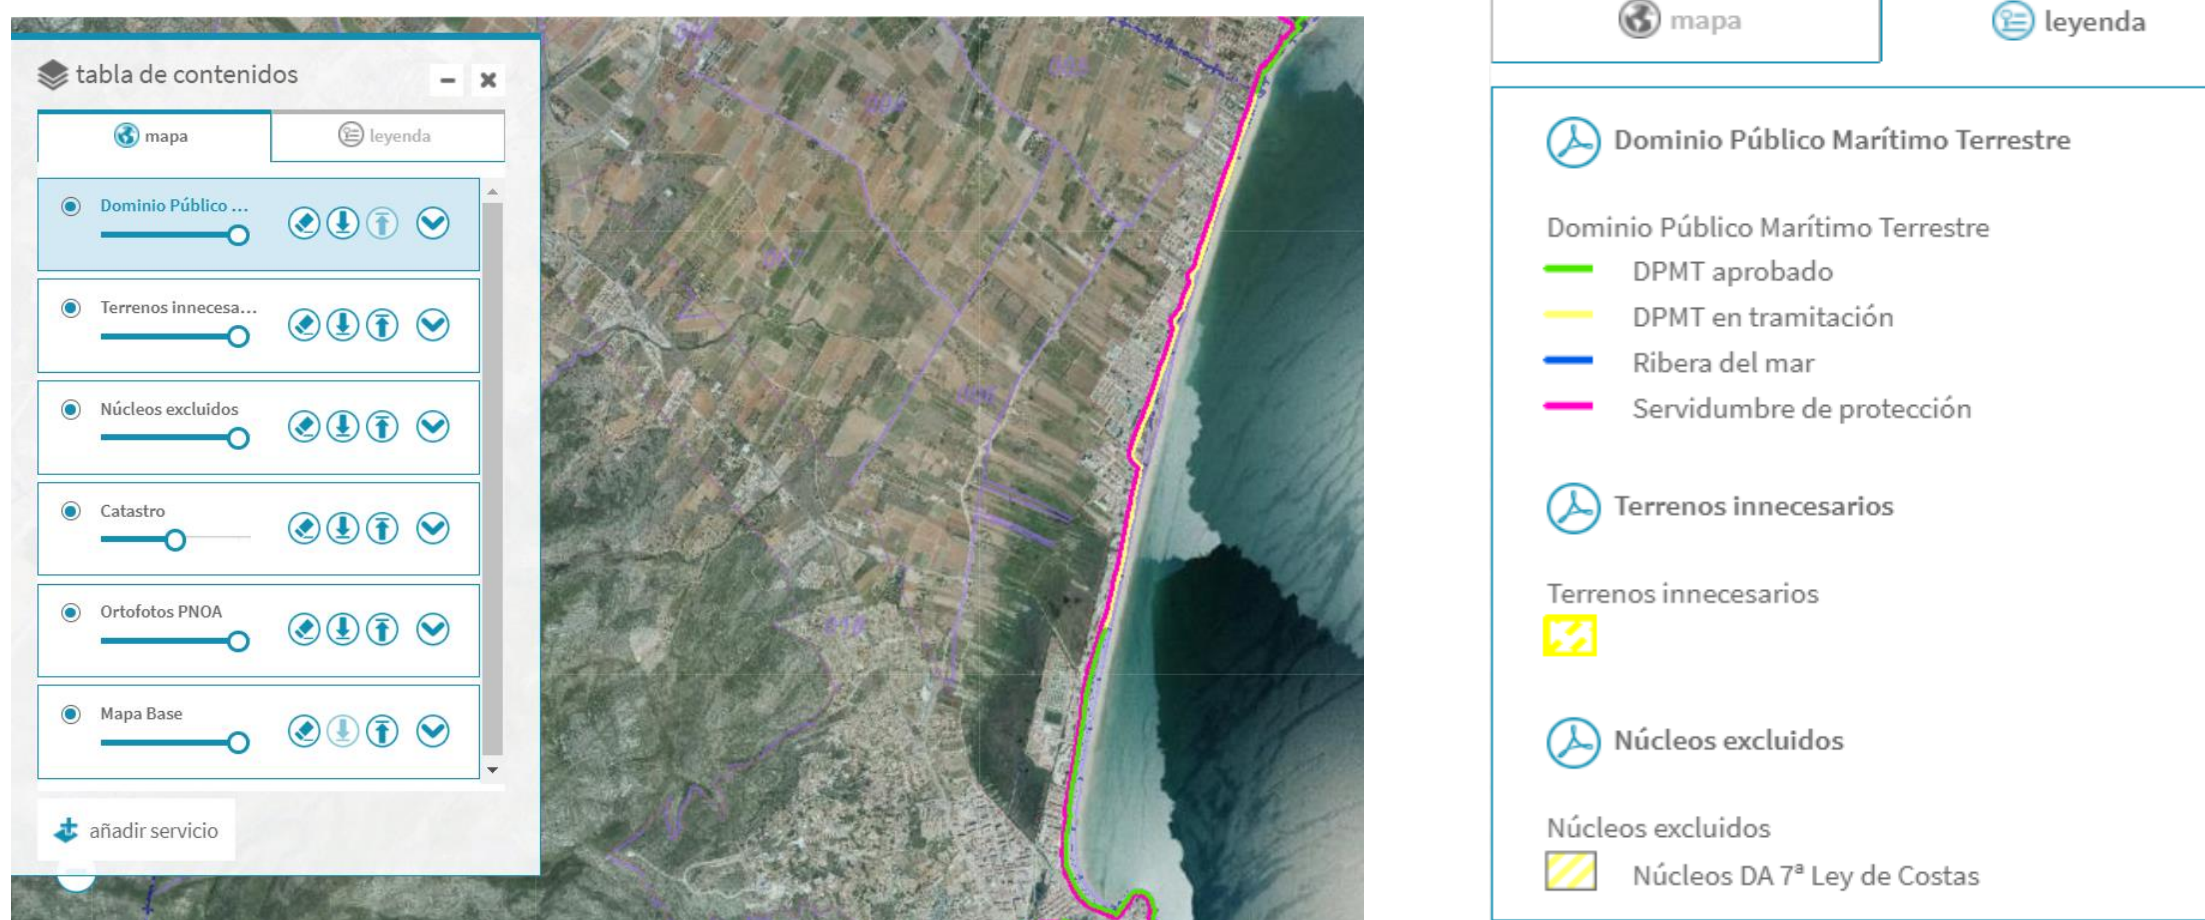 tabla de contenidos
mapa
leyenda
Dominio Público ...
Terrenos innecesa...
Núcleos excluidos
Catastro
Ortofotos PNOA
Mapa Base
añadir servicio
mapa
leyenda
Dominio Público Marítimo Terrestre
Dominio Público Marítimo Terrestre
DPMT aprobado
DPMT en tramitación
Ribera del mar
Servidumbre de protección
Terrenos innecesarios
Terrenos innecesarios
Núcleos excluidos
Núcleos excluidos
Núcleos DA 7ª Ley de Costas